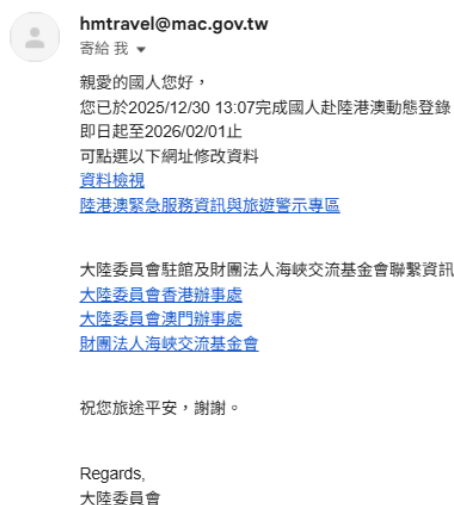 hmtravel@mac.gov.tw
寄給 我
親愛的國人您好，
您已於2025/12/30 13:07完成國人赴陸港澳動態登錄
即日起至2026/02/01止
可點選以下網址修改資料
資料檢視
陸港澳緊急服務資訊與旅遊警示專區
大陸委員會駐館及財團法人海峽交流基金會聯繫資訊
大陸委員會香港辦事處
大陸委員會澳門辦事處
財團法人海峽交流基金會
祝您旅途平安，謝謝。
Regards,
大陸委員會